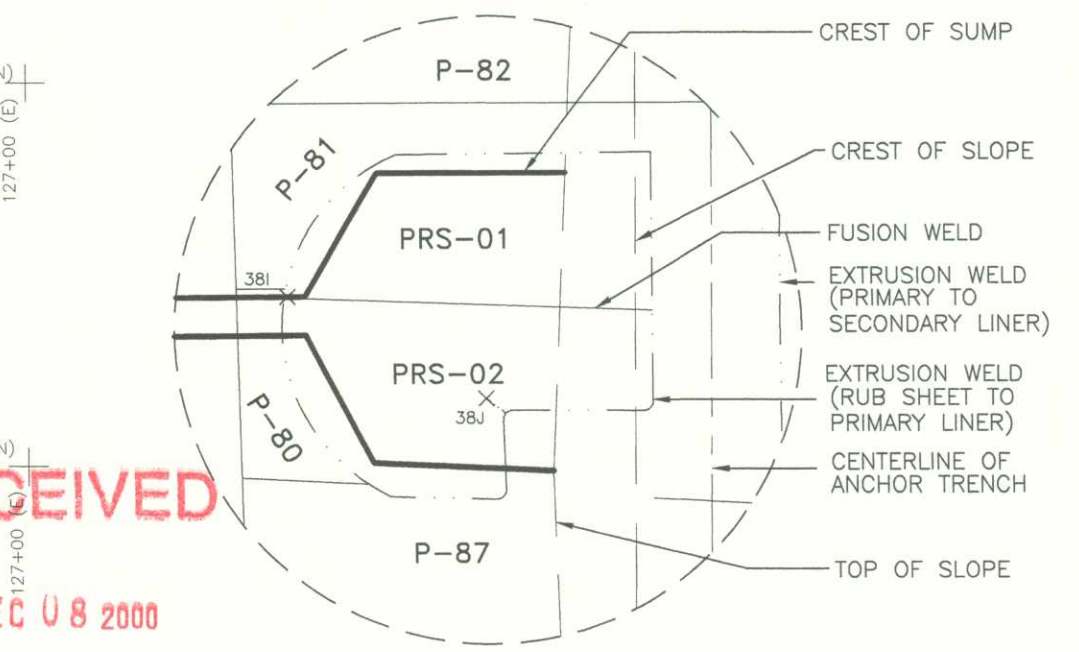 CREST OF SUMP
P-82
127+00 (E)
N)
P-81
CREST OF SLOPE
PRS-01
FUSION WELD
38I
EXTRUSION WELD
(PRIMARY TO
SECONDARY LINER)
PRS-02
38J
EXTRUSION WELD
(RUB SHEET TO
PRIMARY LINER)
P-80
N)
CEIVED
127+00 (E)
CENTERLINE OF
ANCHOR TRENCH
P-87
TOP OF SLOPE
EC 08 2000